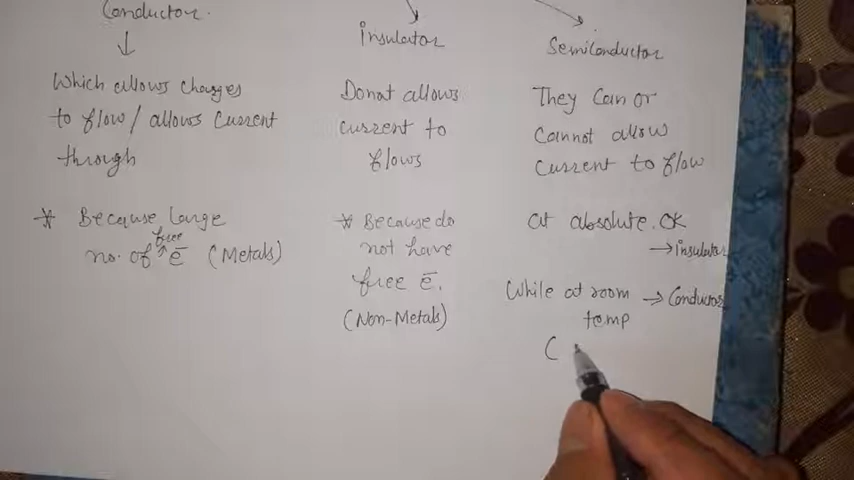 Conductor.
Which allows charges
to flow / allows current
through
* Because large
no. of free ē (Metals)
insulator
Donot allows
current to
flows
* Because do
not have
free ē.
(Non-Metals)
Semiconductor
They can or
cannot allow
current to flow
at absolute. 0K
→ insulator
While at room → Conductor
temp
(